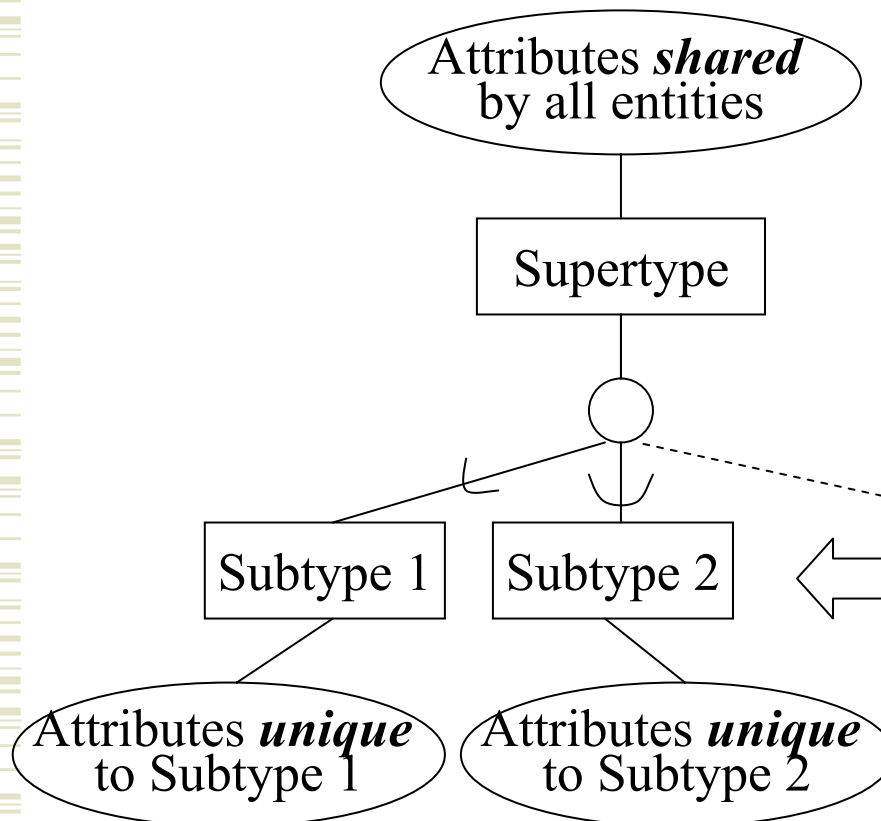 Attributes shared
by all entities
Supertype
Subtype 1
Subtype 2
Attributes unique
to Subtype 1
Attributes unique
to Subtype 2